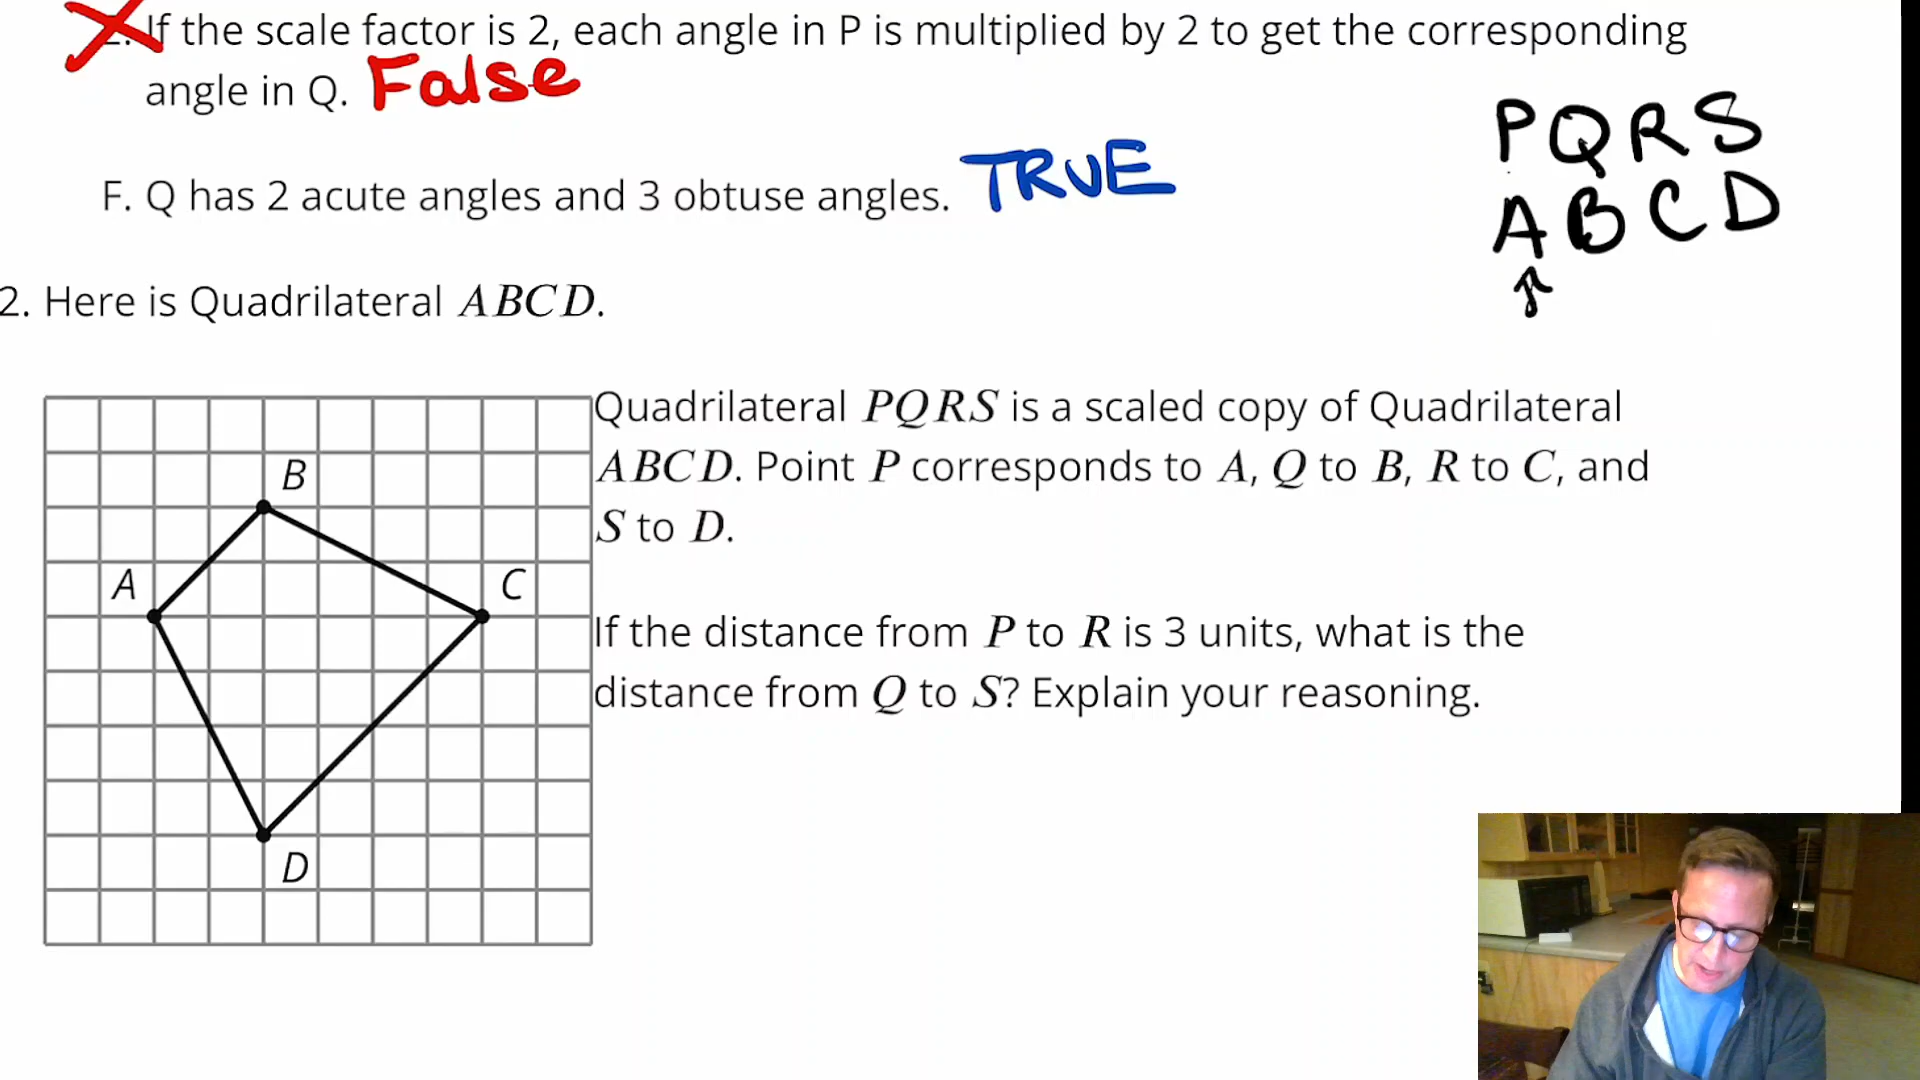 If the scale factor is 2, each angle in P is multiplied by 2 to get the corresponding
angle in Q. False
F. Q has 2 acute angles and 3 obtuse angles. TRUE
P Q R S
A B C D
2. Here is Quadrilateral ABCD.
Quadrilateral PQRS is a scaled copy of Quadrilateral
ABCD. Point P corresponds to A, Q to B, R to C, and
S to D.
If the distance from P to R is 3 units, what is the
distance from Q to S? Explain your reasoning.
B
A
C
D